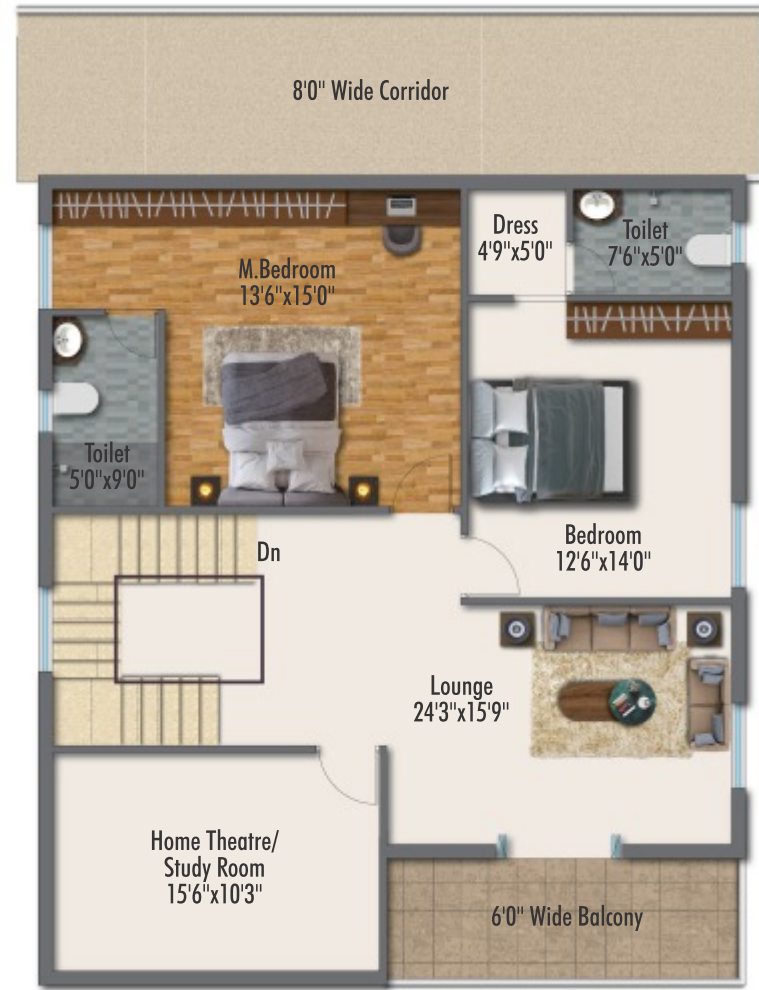 8'0" Wide Corridor
Dress
4'9"x5'0"
Toilet
7'6"x5'0"
M.Bedroom
13'6"x15'0"
Toilet
5'0"x9'0"
Dn
Bedroom
12'6"x14'0"
Lounge
24'3"x15'9"
Home Theatre/
Study Room
15'6"x10'3"
6'0" Wide Balcony